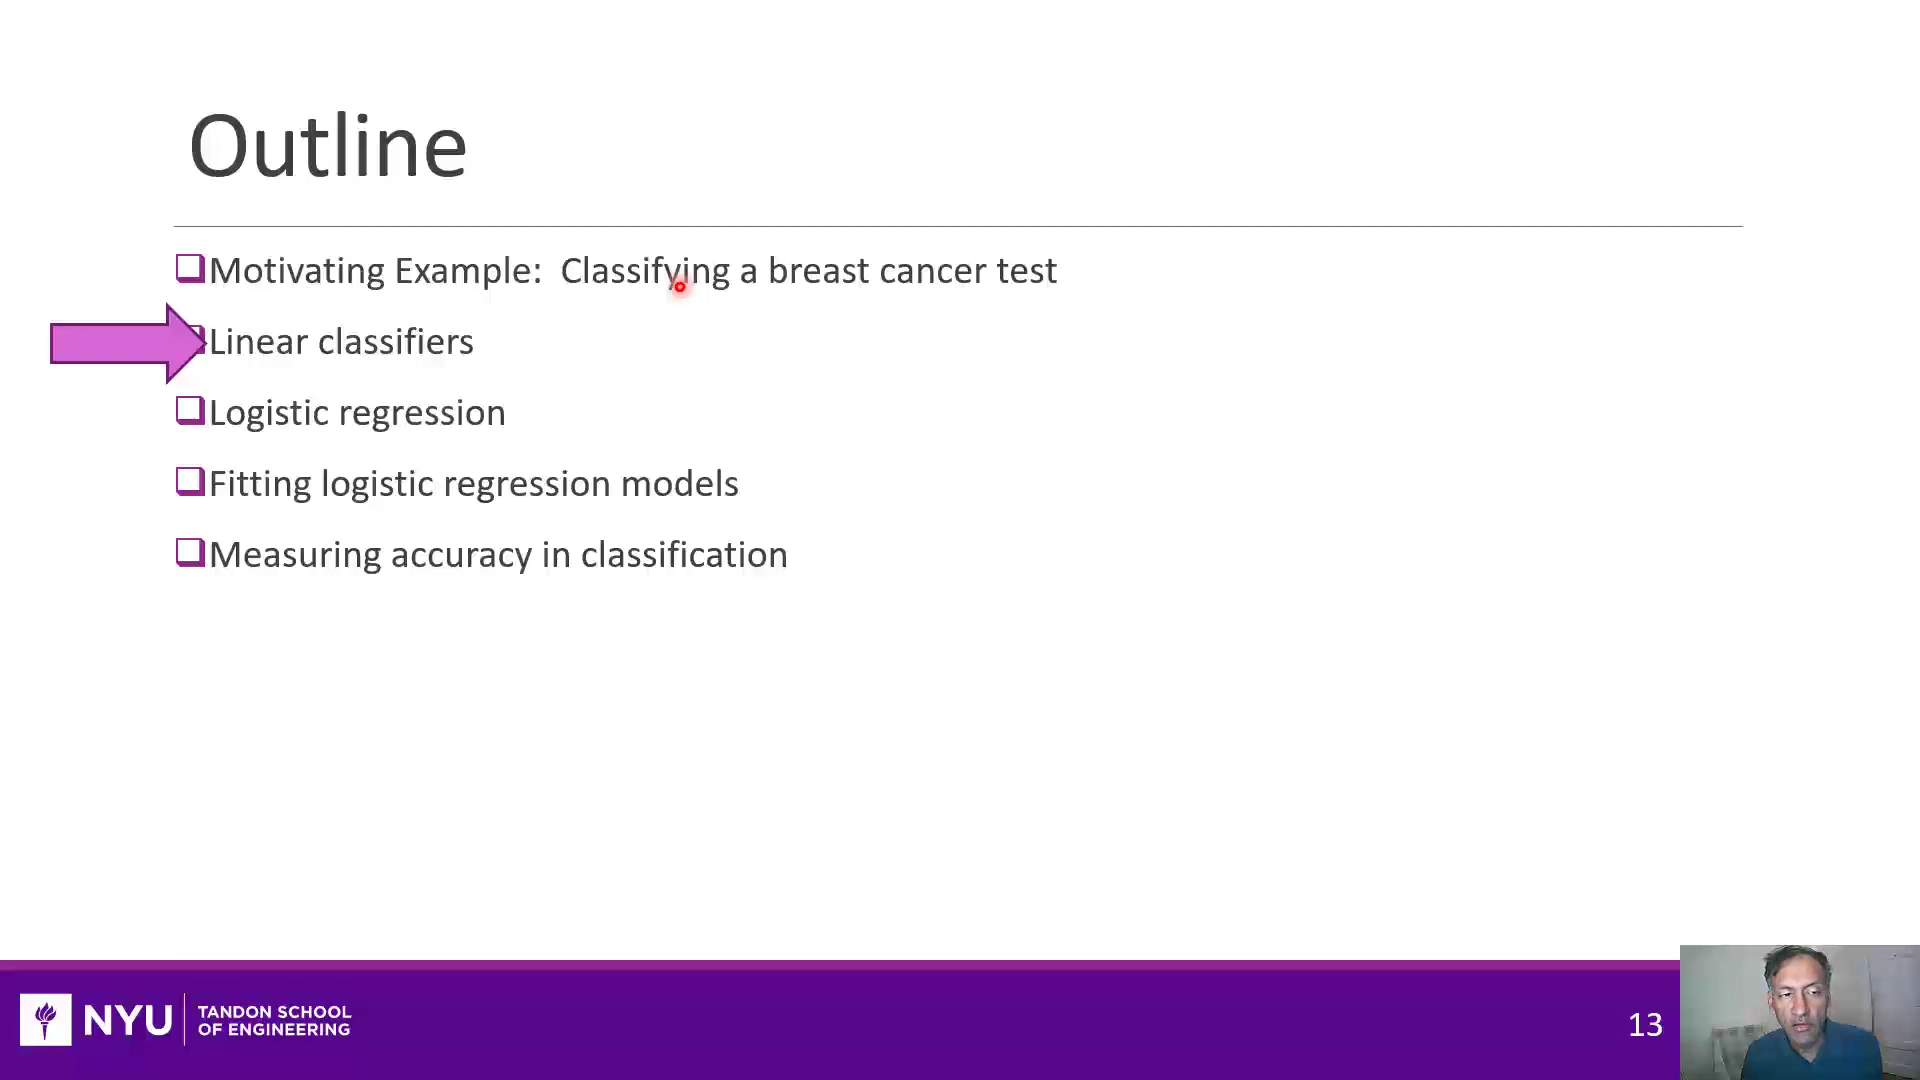 Outline
Motivating Example: Classifying a breast cancer test
Linear classifiers
Logistic regression
Fitting logistic regression models
Measuring accuracy in classification
NYU
TANDON SCHOOL
OF ENGINEERING
13